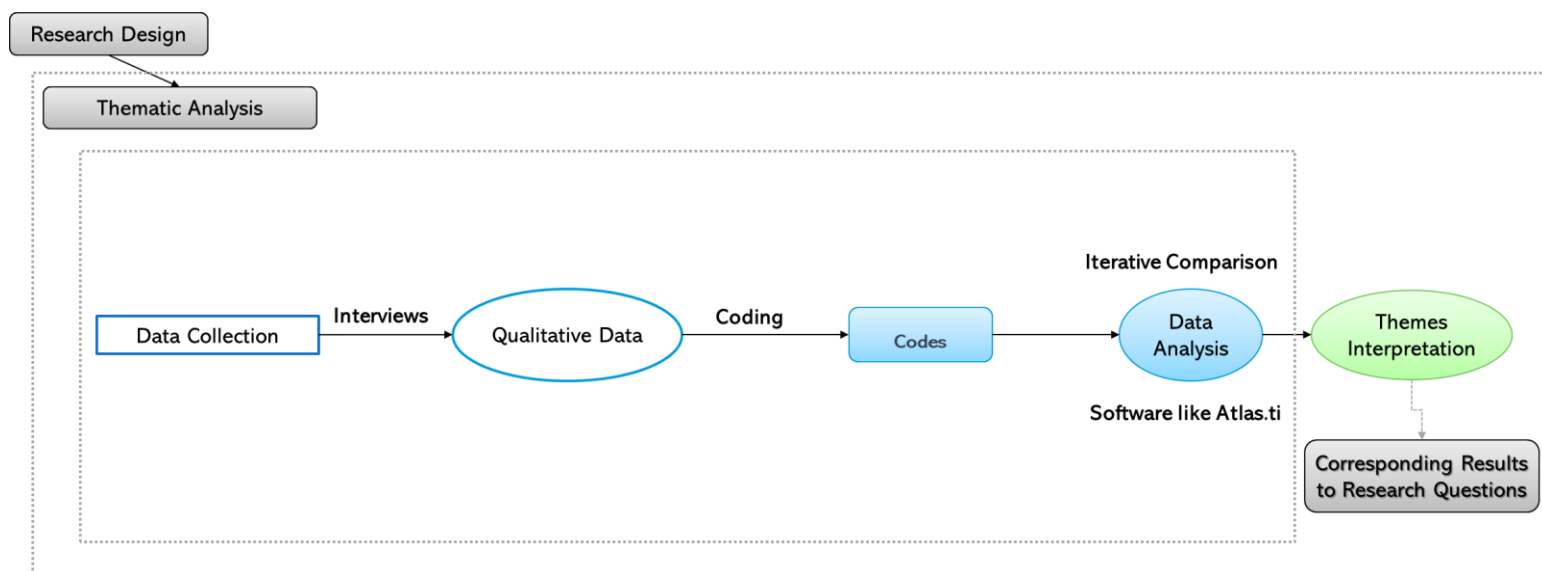 Research Design
Thematic Analysis
Iterative Comparison
Data Collection
Interviews
Qualitative Data
Coding
Codes
Data
Analysis
Themes
Interpretation
Software like Atlas.ti
Corresponding Results
to Research Questions